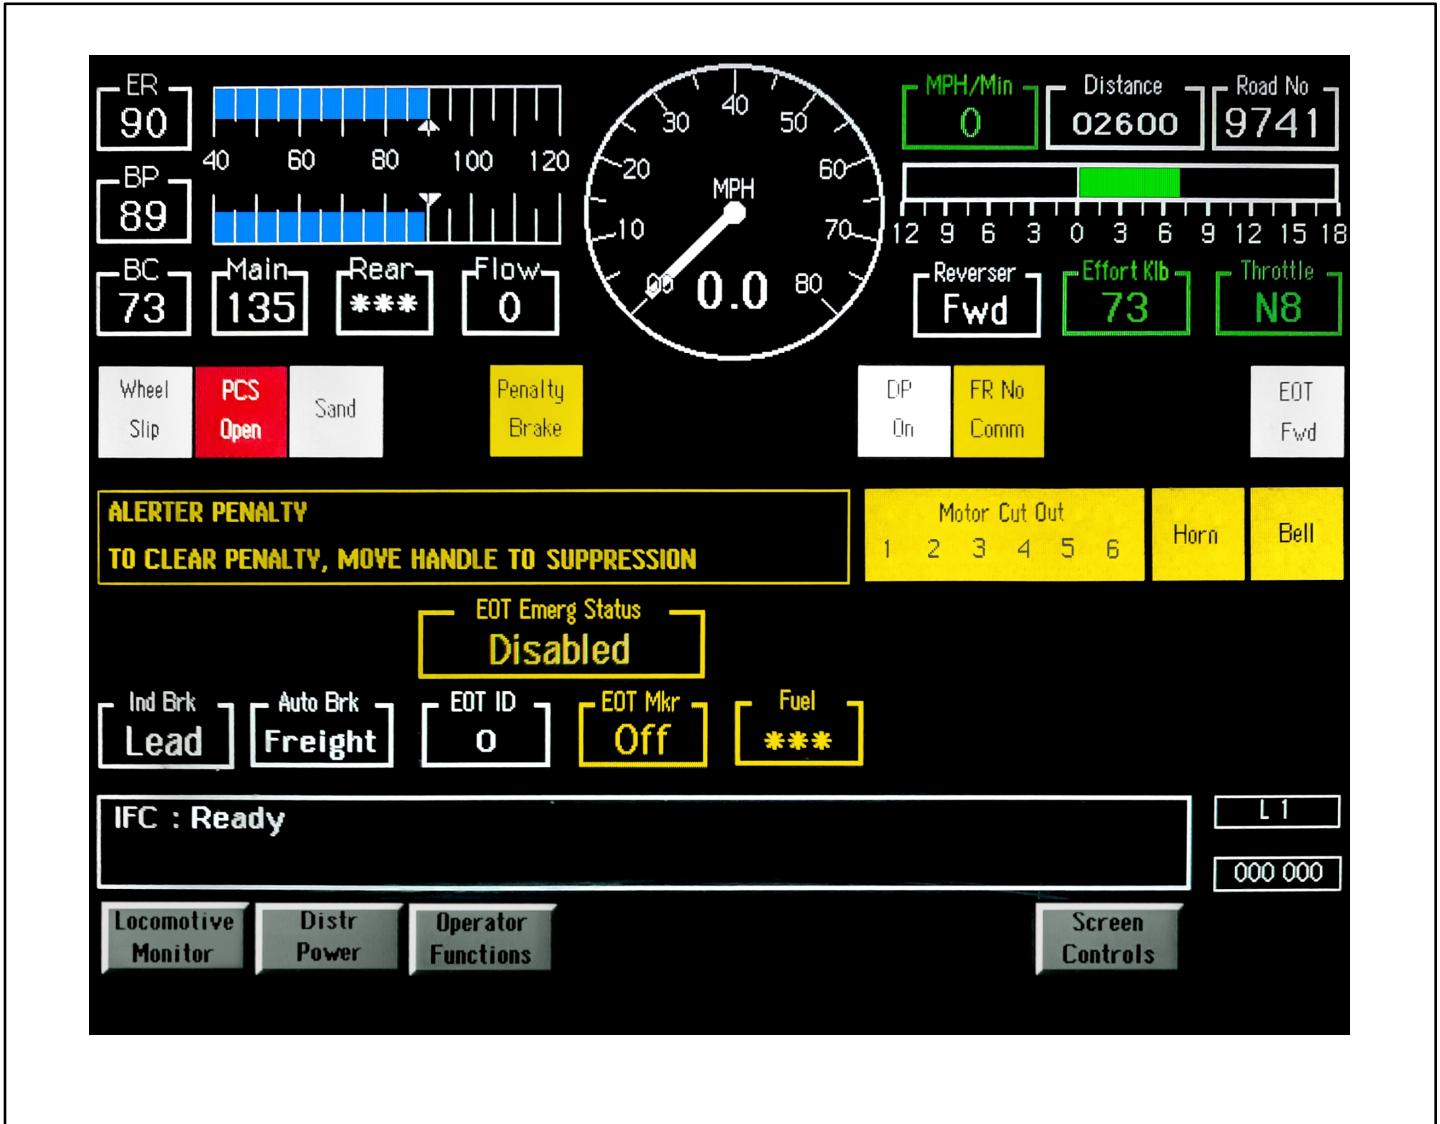 ER
90
40 60 80 100 120
BP
89
BC
73
Main
135
Rear
***
Flow
0
MPH
00 10 20 30 40 50 60 70 80
0.0
MPH/Min
0
Distance
02600
Road No
9741
12 9 6 3 0 3 6 9 12 15 18
Reverser
Fwd
Effort Klb
73
Throttle
N8
Wheel
Slip
PCS
Open
Sand
Penalty
Brake
DP
On
FR No
Comm
EOT
Fwd
ALERTER PENALTY
TO CLEAR PENALTY, MOVE HANDLE TO SUPPRESSION
Motor Cut Out
1 2 3 4 5 6
Horn
Bell
EOT Emerg Status
Disabled
Ind Brk
Lead
Auto Brk
Freight
EOT ID
0
EOT Mkr
Off
Fuel
***
IFC : Ready
L 1
000 000
Locomotive
Monitor
Distr
Power
Operator
Functions
Screen
Controls